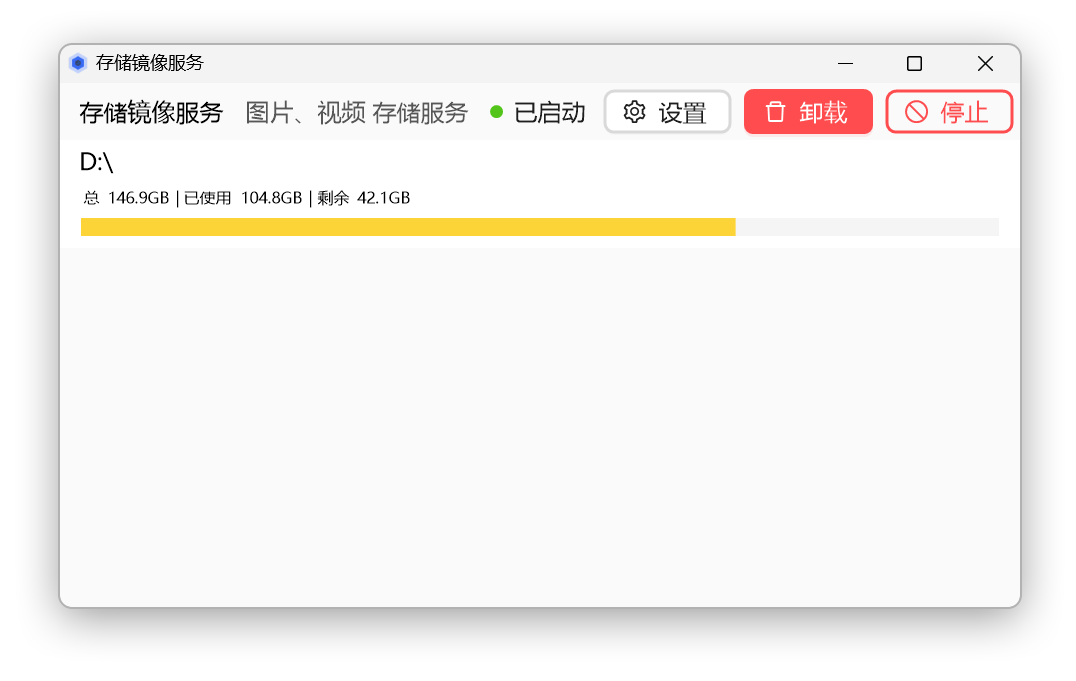 存储镜像服务
存储镜像服务 图片、视频 存储服务 已启动 设置 卸载 停止
D:\
总 146.9GB | 已使用 104.8GB | 剩余 42.1GB